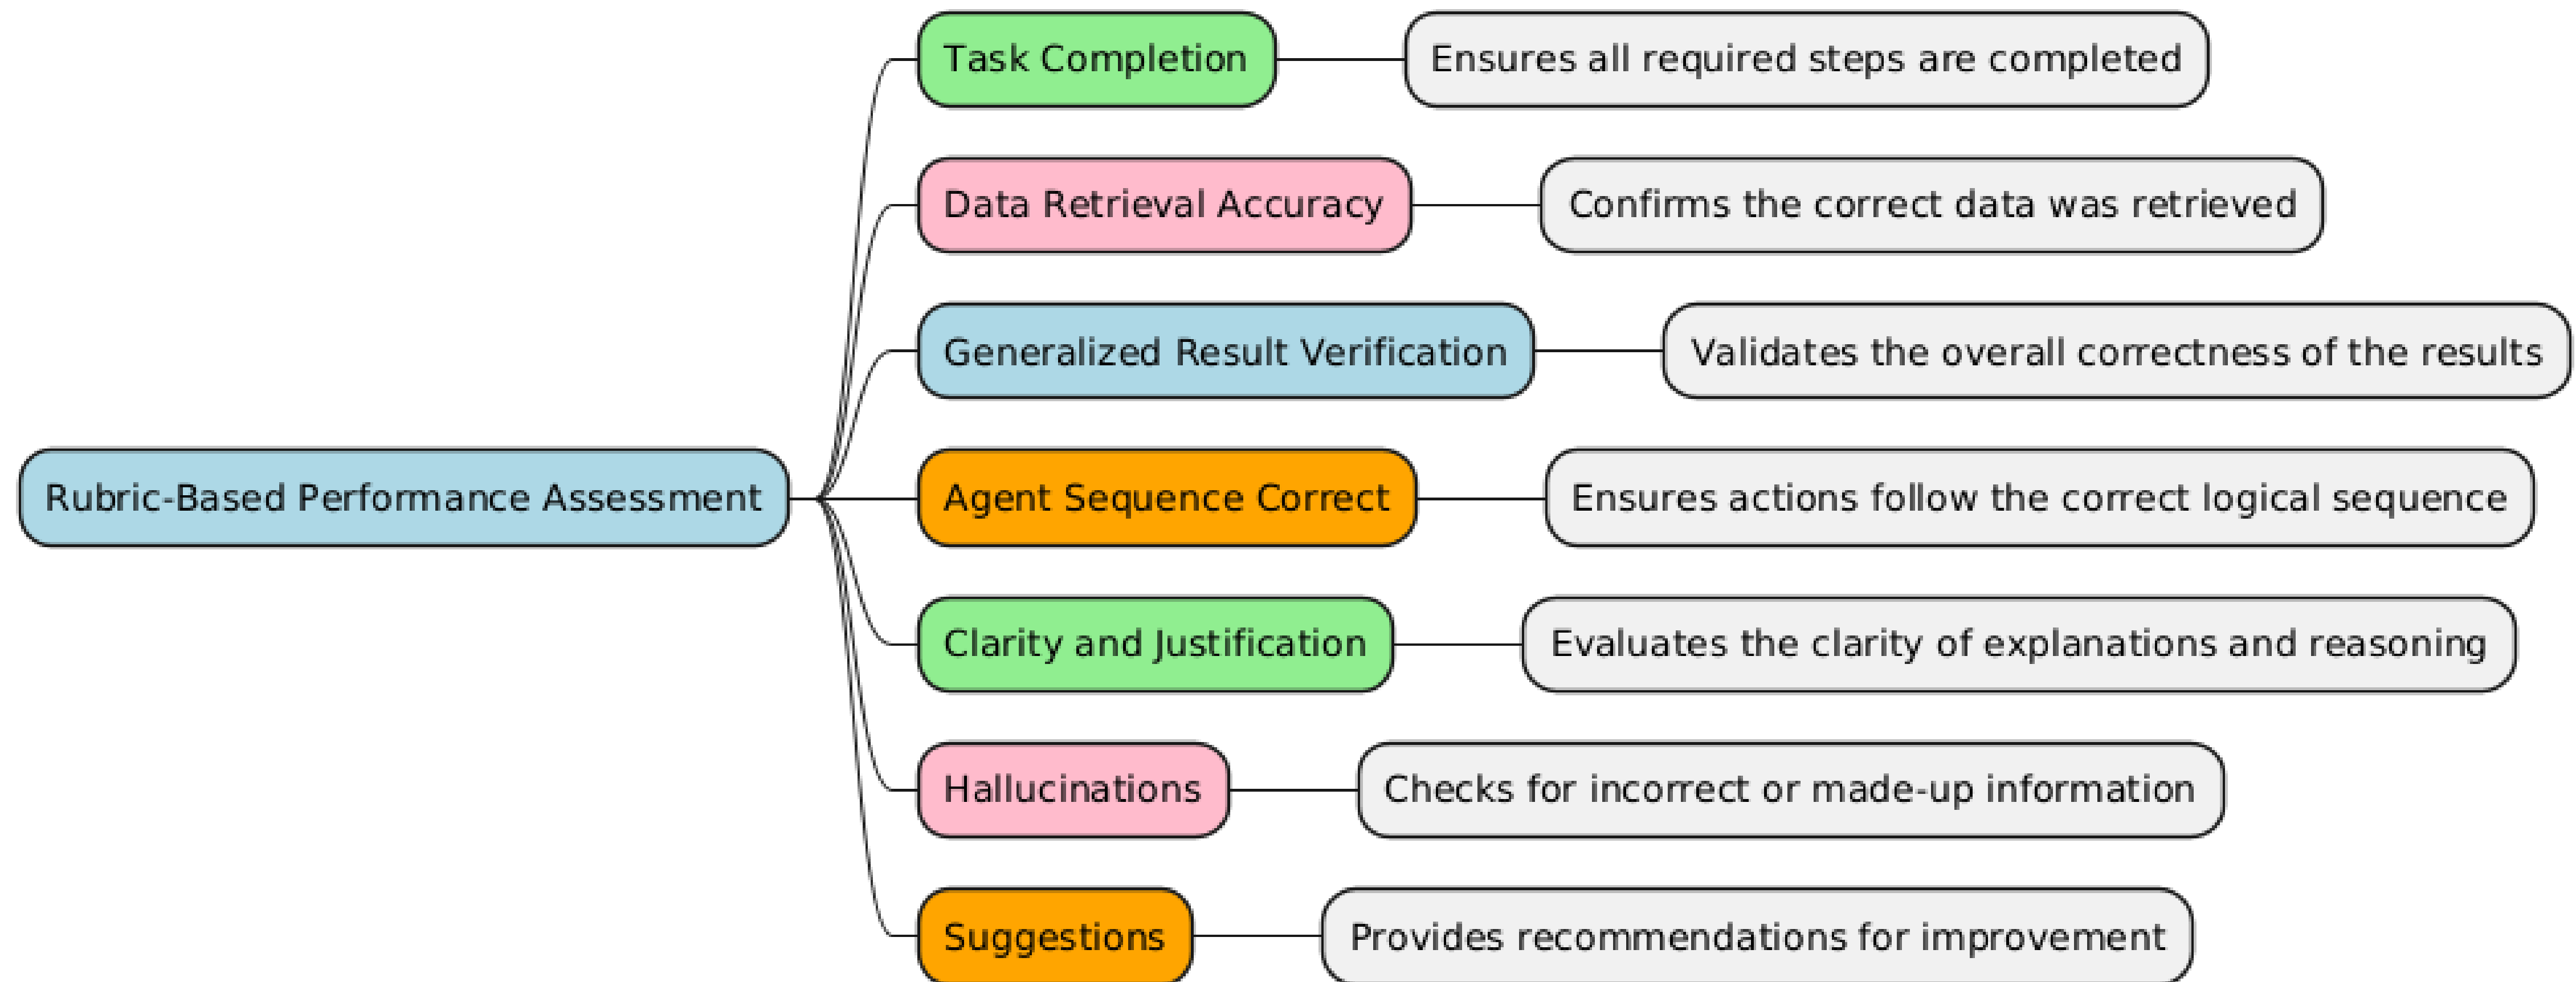 Task Completion
Ensures all required steps are completed
Data Retrieval Accuracy
Confirms the correct data was retrieved
Generalized Result Verification
Validates the overall correctness of the results
Rubric-Based Performance Assessment
Agent Sequence Correct
Ensures actions follow the correct logical sequence
Clarity and Justification
Evaluates the clarity of explanations and reasoning
Hallucinations
Checks for incorrect or made-up information
Suggestions
Provides recommendations for improvement